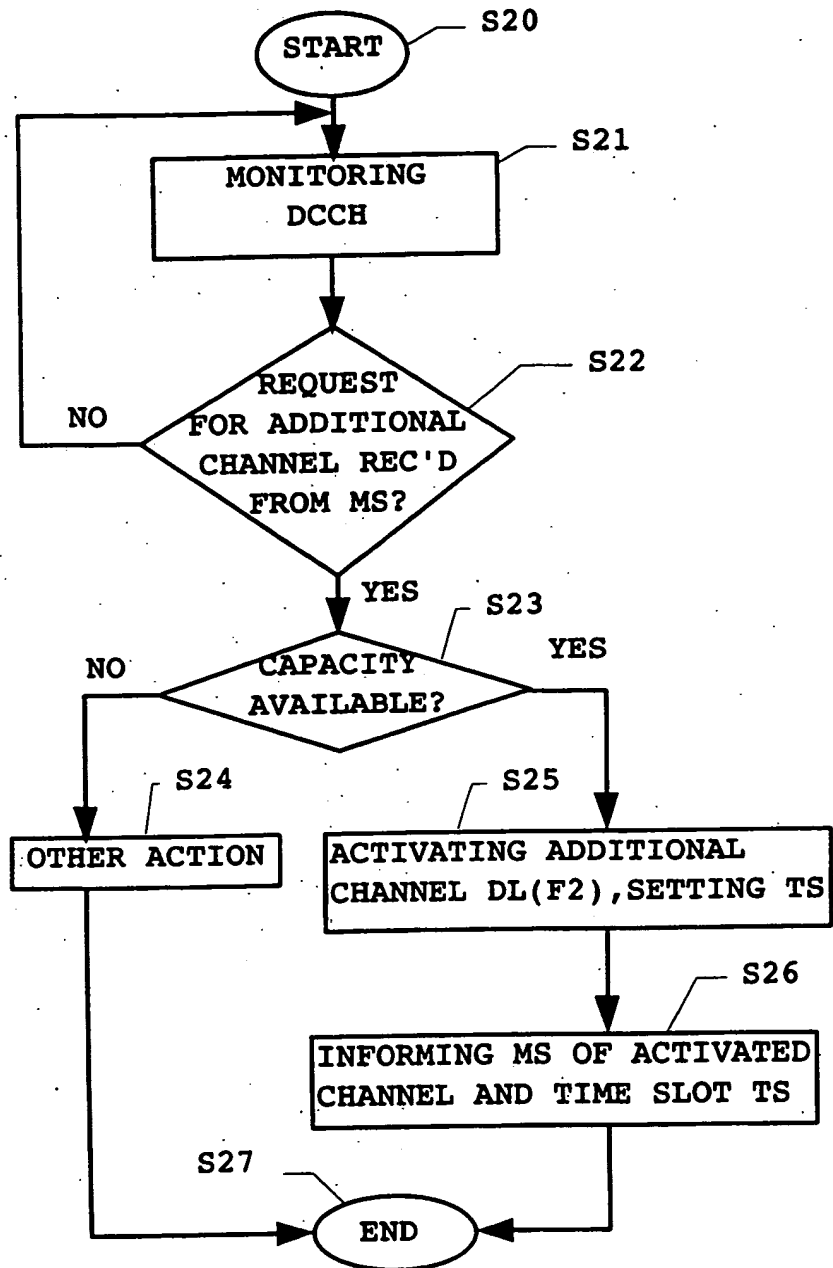 START
S20
S21
MONITORING
DCCH
S22
REQUEST
FOR ADDITIONAL
CHANNEL REC'D
FROM MS?
NO
YES
S23
CAPACITY
AVAILABLE?
NO
YES
S24
OTHER ACTION
S25
ACTIVATING ADDITIONAL
CHANNEL DL(F2),SETTING TS
S26
INFORMING MS OF ACTIVATED
CHANNEL AND TIME SLOT TS
S27
END